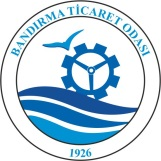 BANDIRMA TİCARET ODASI
1926